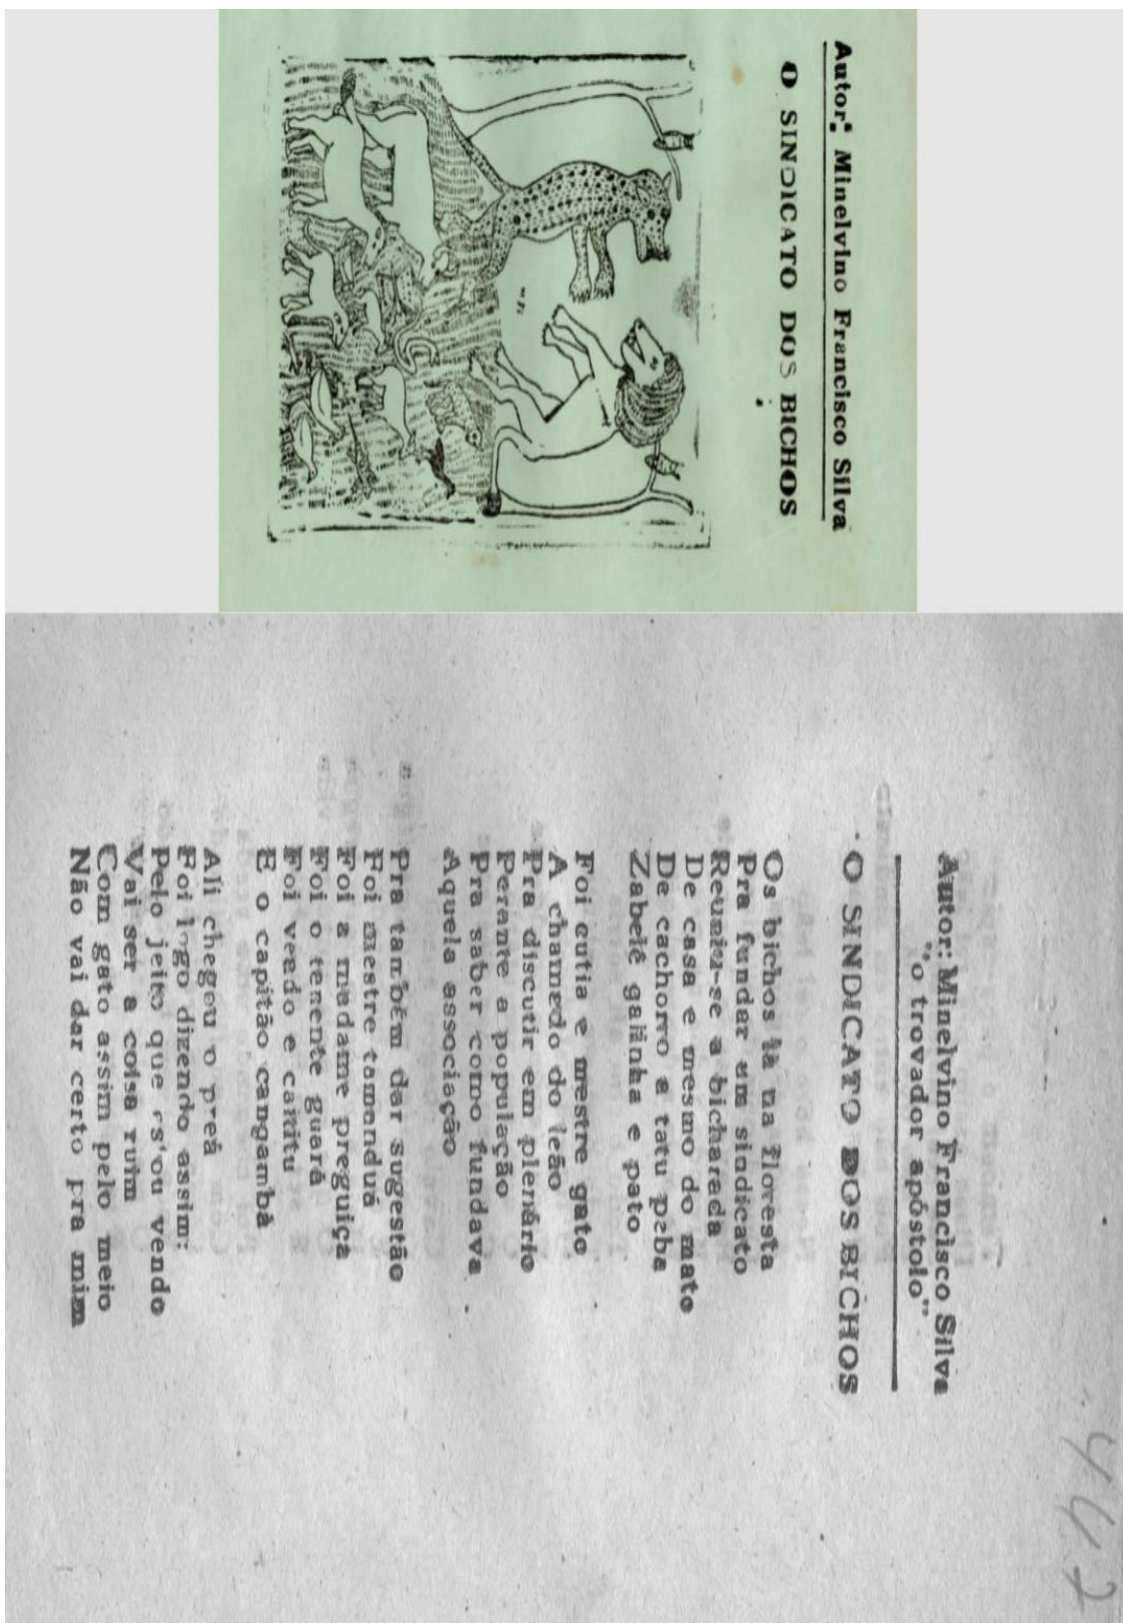 Autor: Minelvino Francisco Silva
O SINDICATO DOS BICHOS
Autor: Minelvino Francisco Silva
"o trovador apóstolo"
O SINDICATO DOS BICHOS
Os bichos lá na floresta
Pra fundar um sindicato
Reuniu-se a bicharada
De casa e mesmo do mato
De cachorro a tatu peba
Zabelê galinha e pato
Foi cutia e mestre gato
A chamado do leão
Pra discutir em plenário
Perante a população
Pra saber como fundava
Aquela associação
Pra também dar sugestão
Foi mestre tamanduá
Foi a madame preguiça
Foi o tenente guará
Foi veado e camitu
E o capitão cangambá
Ali chegou o preá
Foi logo dizendo assim:
Pelo jeito que es'ou vendo
Vai ser a coisa ruim
Com gato assim pelo meio
Não vai dar certo pra mim
447